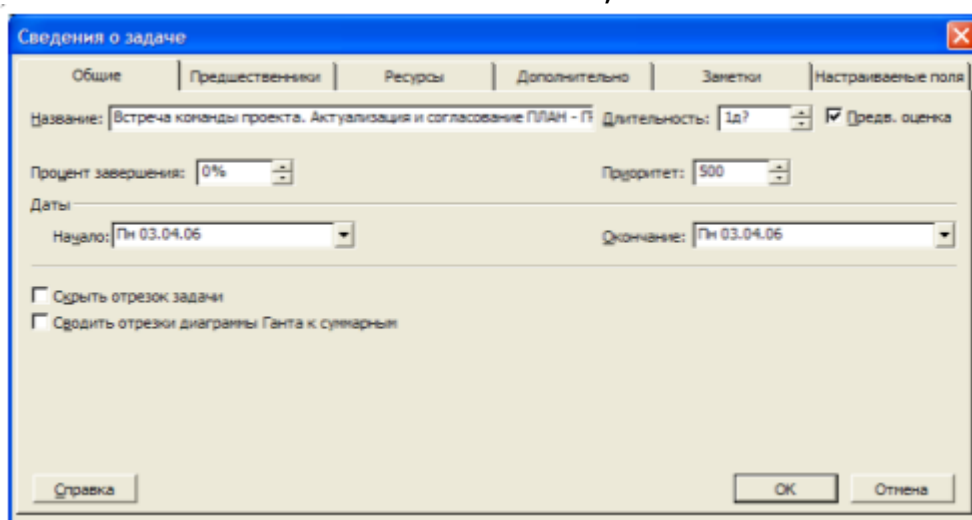 Сведения о задаче
Общие Предшественники Ресурсы Дополнительно Заметки Настраиваемые поля
Название: Встреча команды проекта. Актуализация и согласование ПЛАН - Длительность: 1д? Предв. оценка
Процент завершения: 0% Приоритет: 500
Даты
Начало: Пн 03.04.06 Окончание: Пн 03.04.06
Скрыть отрезок задачи
Сводить отрезки диаграммы Ганта к суммарным
Справка ОК Отмена